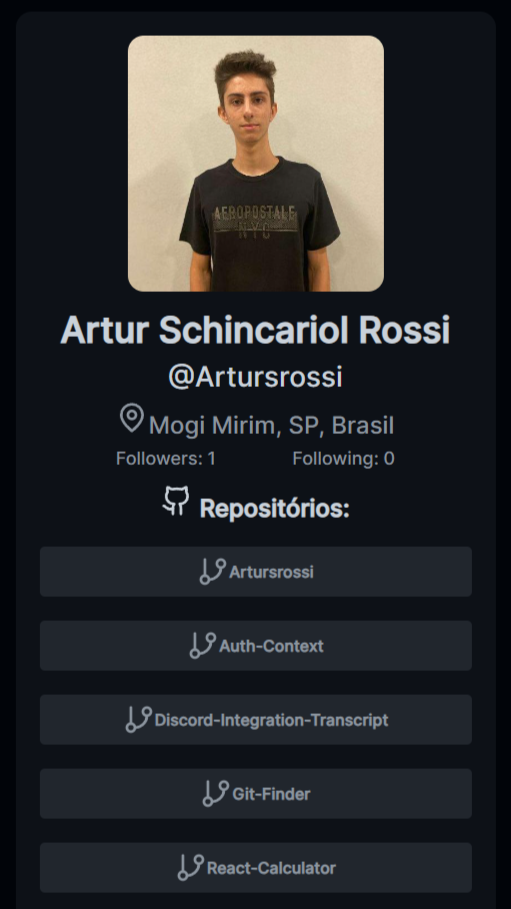 AEROPOSTALE
NYC
Artur Schincariol Rossi
@Artursrossi
Mogi Mirim, SP, Brasil
Followers: 1 Following: 0
Repositórios:
Artursrossi
Auth-Context
Discord-Integration-Transcript
Git-Finder
React-Calculator